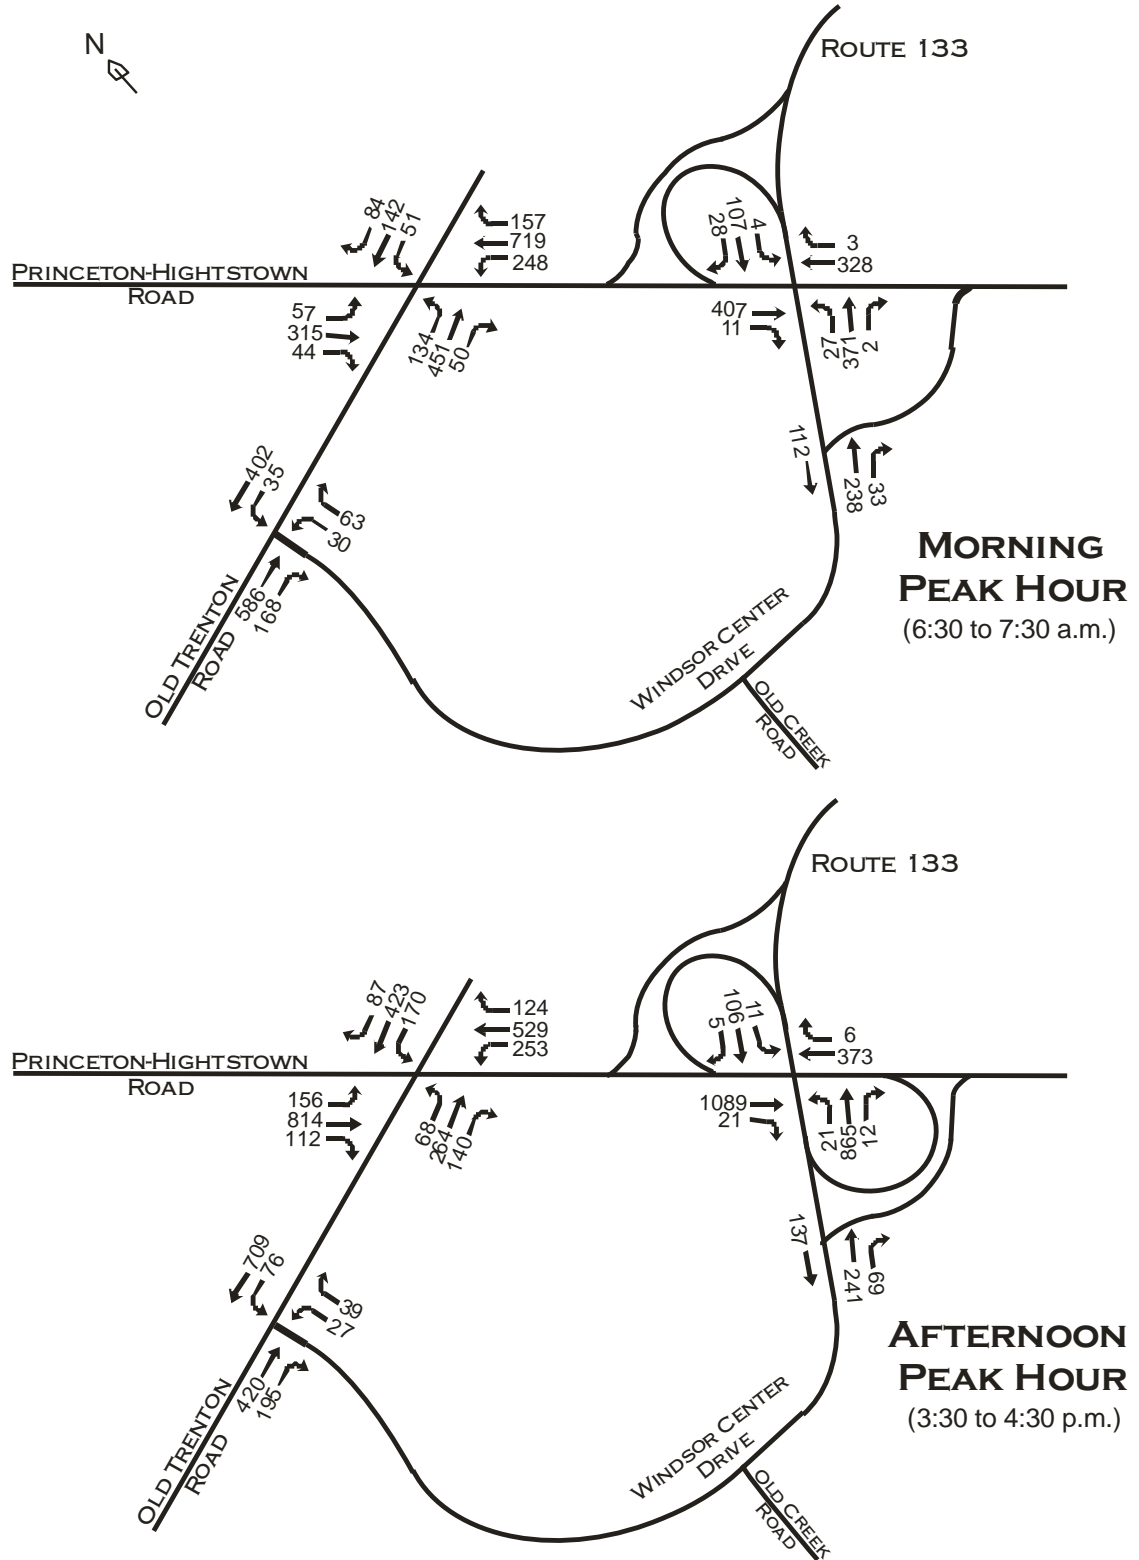 N
ROUTE 133
84
142
51
157
719
248
28
107
4
3
328
PRINCETON-HIGHTSTOWN
ROAD
57
315
44
134
451
50
407
11
27
371
2
112
238
33
402
35
63
30
586
168
OLD TRENTON
ROAD
MORNING
PEAK HOUR
(6:30 to 7:30 a.m.)
WINDSOR CENTER
DRIVE
OLD CREEK
ROAD
ROUTE 133
87
423
170
124
529
253
5
106
11
6
373
PRINCETON-HIGHTSTOWN
ROAD
156
814
112
68
264
140
1089
21
21
865
12
137
241
69
709
76
39
27
420
195
OLD TRENTON
ROAD
AFTERNOON
PEAK HOUR
(3:30 to 4:30 p.m.)
WINDSOR CENTER
DRIVE
OLD CREEK
ROAD